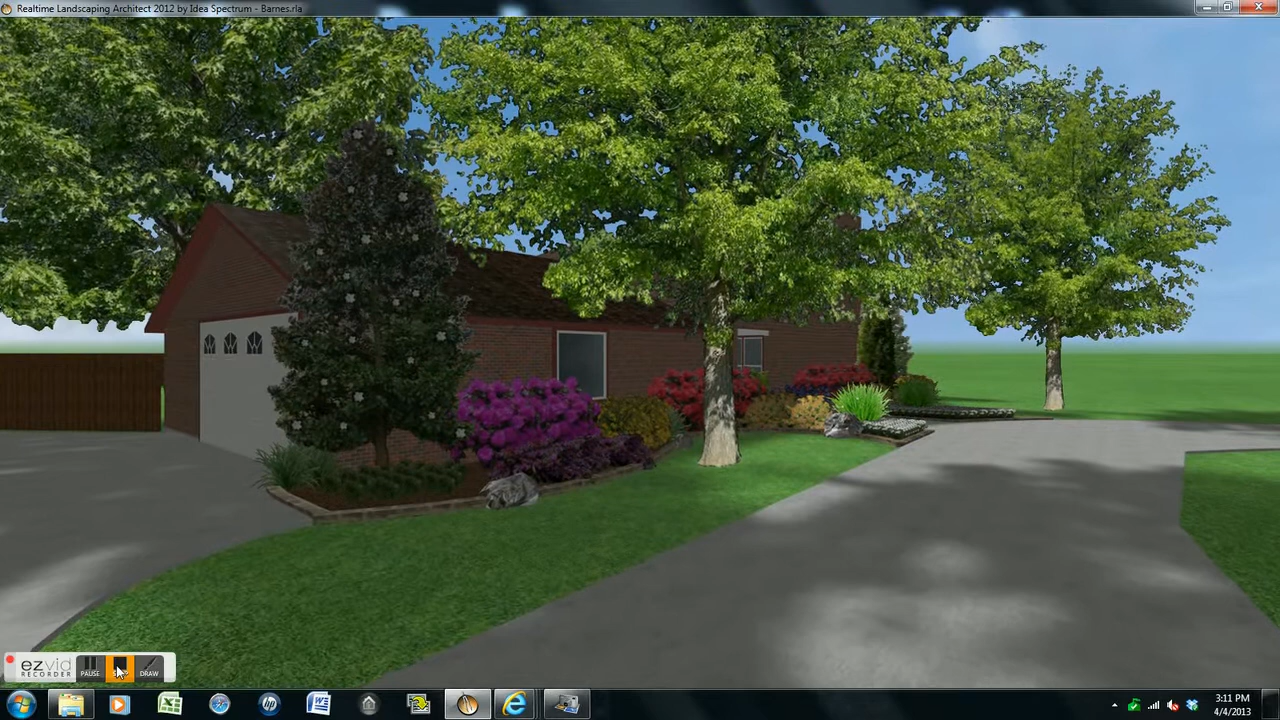 Realtime Landscaping Architect 2012 by Idea Spectrum - Barnes.rla
ezvid
RECORDER
PAUSE
DRAW
3:11 PM
4/4/2013